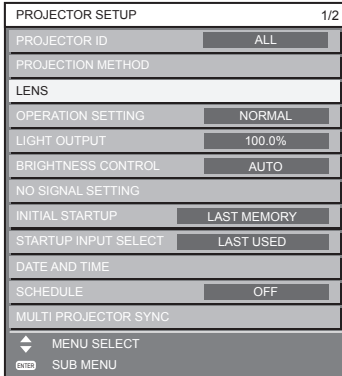 PROJECTOR SETUP 1/2
PROJECTOR ID ALL
PROJECTION METHOD
LENS
OPERATION SETTING NORMAL
LIGHT OUTPUT 100.0%
BRIGHTNESS CONTROL AUTO
NO SIGNAL SETTING
INITIAL STARTUP LAST MEMORY
STARTUP INPUT SELECT LAST USED
DATE AND TIME
SCHEDULE OFF
MULTI PROJECTOR SYNC
MENU SELECT
ENTER SUB MENU